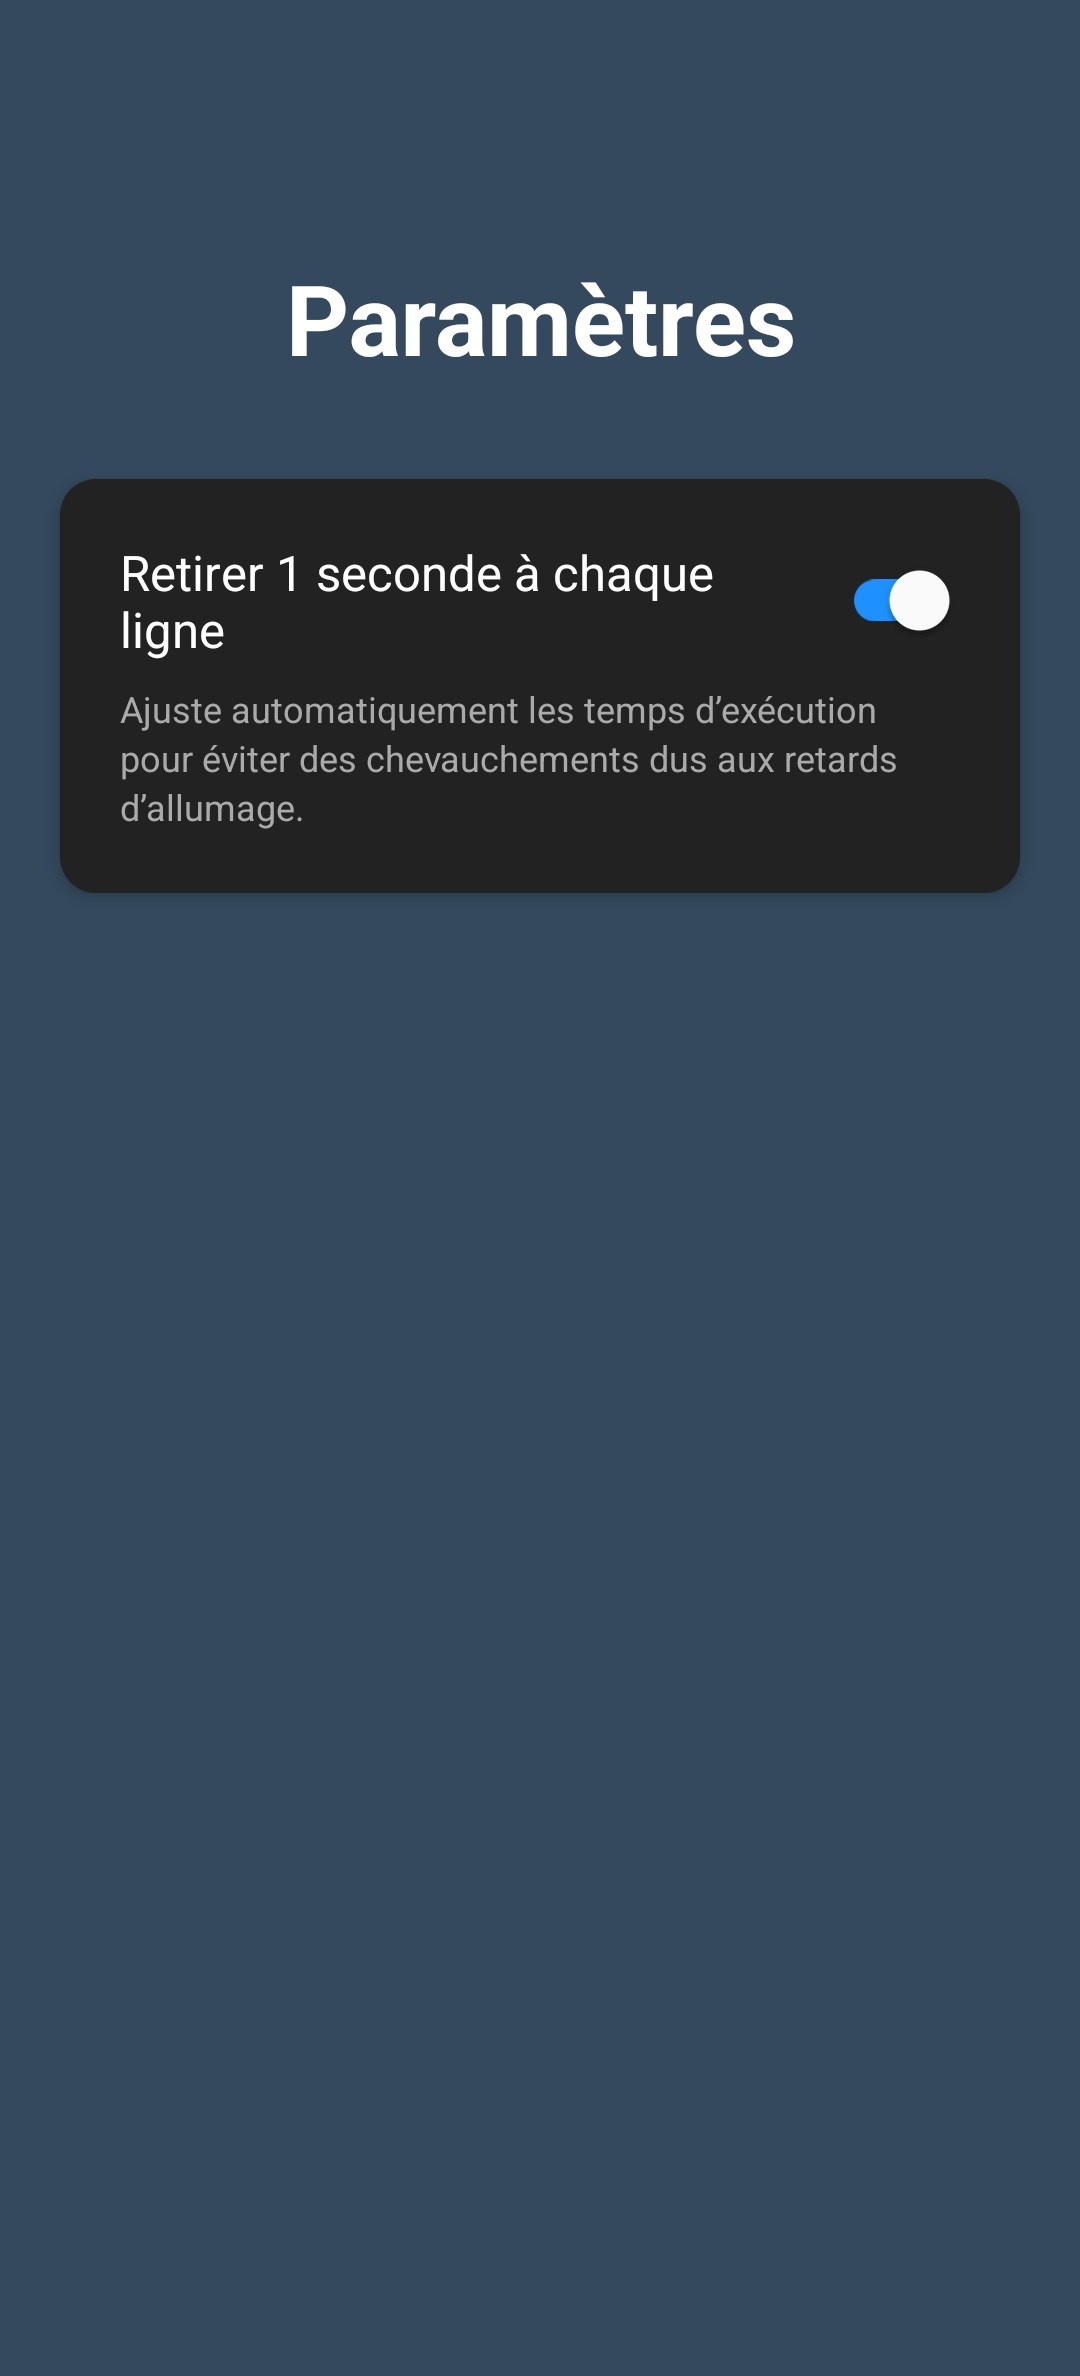 Paramètres
Retirer 1 seconde à chaque
ligne
Ajuste automatiquement les temps d’exécution
pour éviter des chevauchements dus aux retards
d’allumage.